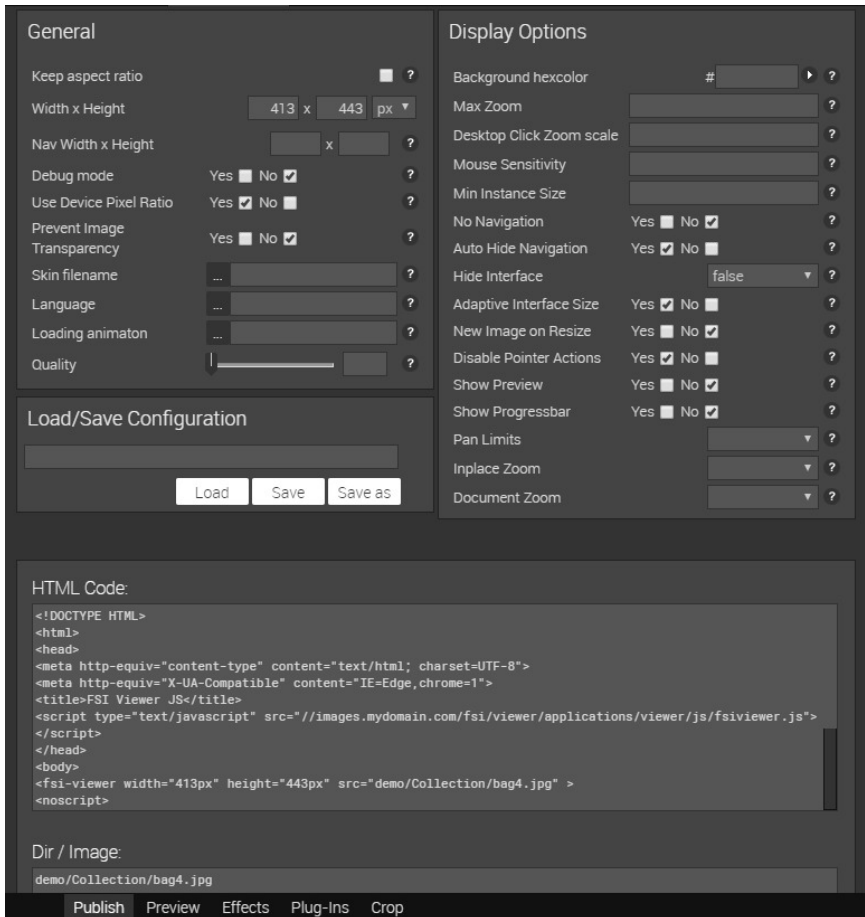 General
Keep aspect ratio ?
Width x Height 413 x 443 px ▼
Nav Width x Height x ?
Debug mode Yes No ?
Use Device Pixel Ratio Yes No ?
Prevent Image
Transparency Yes No ?
Skin filename ... ?
Language ... ?
Loading animaton ... ?
Quality ?
Load/Save Configuration
Load Save Save as
Display Options
Background hexcolor # ?
Max Zoom ?
Desktop Click Zoom scale ?
Mouse Sensitivity ?
Min Instance Size ?
No Navigation Yes No ?
Auto Hide Navigation Yes No ?
Hide Interface false ▼ ?
Adaptive Interface Size Yes No ?
New Image on Resize Yes No ?
Disable Pointer Actions Yes No ?
Show Preview Yes No ?
Show Progressbar Yes No ?
Pan Limits ▼ ?
Inplace Zoom ▼ ?
Document Zoom ▼ ?
HTML Code:
<!DOCTYPE HTML>
<html>
<head>
<meta http-equiv="content-type" content="text/html; charset=UTF-8">
<meta http-equiv="X-UA-Compatible" content="IE=Edge,chrome=1">
<title>FSI Viewer JS</title>
<script type="text/javascript" src="//images.mydomain.com/fsi/viewer/applications/viewer/js/fsiviewer.js">
</script>
</head>
<body>
<fsi-viewer width="413px" height="443px" src="demo/Collection/bag4.jpg" >
<noscript>
Dir / Image:
demo/Collection/bag4.jpg
Publish Preview Effects Plug-Ins Crop